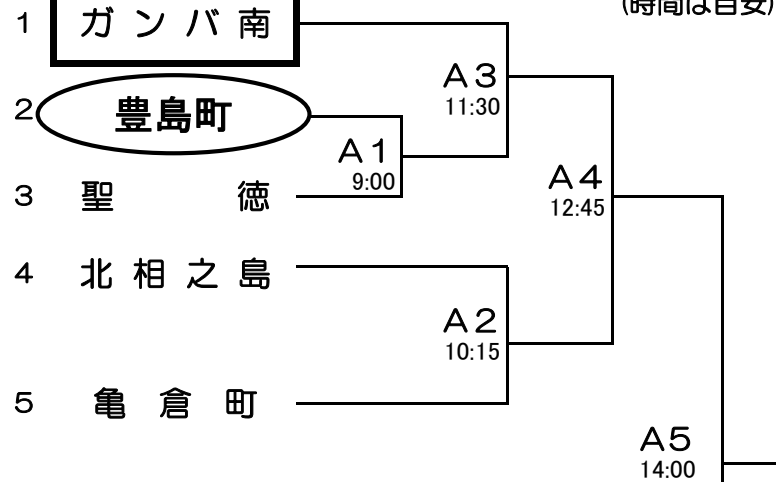 (時間は目安)
1 ガンバ南
A3
11:30
2 豊島町
A1
9:00
3 聖徳
A4
12:45
4 北相之島
A2
10:15
5 亀倉町
A5
14:00